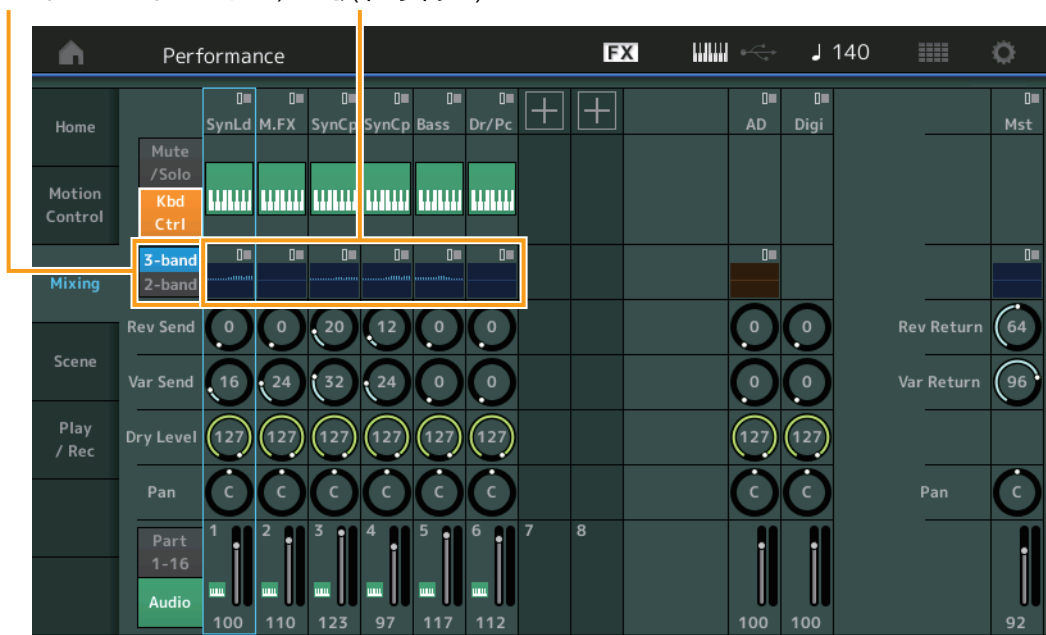 Performance FX 140
SynLd M.FX SynCp SynCp Bass Dr/Pc AD Digi Mst
Home
Mute
/Solo
Motion
Control
Kbd
Ctrl
3-band
2-band
Mixing
Rev Send 0 0 20 12 0 0 0 0 Rev Return 64
Scene
Var Send 16 24 32 24 0 0 0 0 Var Return 96
Play
/ Rec
Dry Level 127 127 127 127 127 127 127 127
Pan C C C C C C C C Pan C
1 2 3 4 5 6 7 8
Part
1-16
Audio
100 110 123 97 117 112 100 100 92